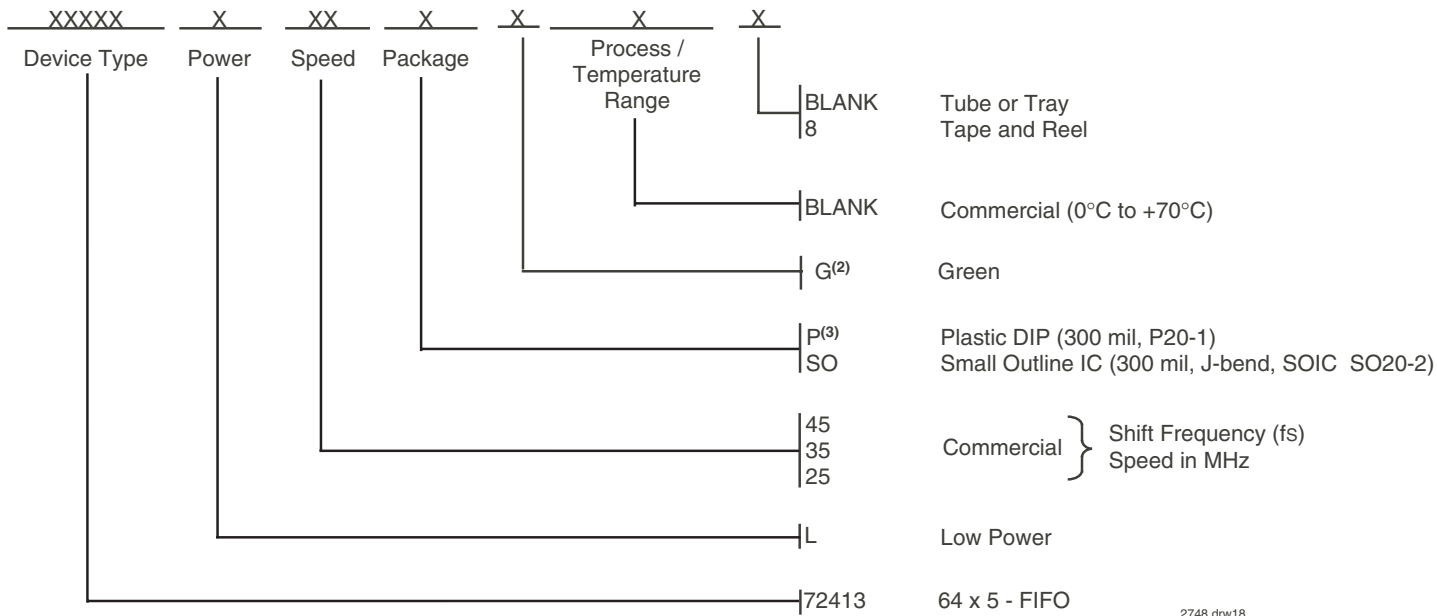 XXXXX X XX X X X X
Device Type Power Speed Package Process /
Temperature
Range
BLANK Tube or Tray
8 Tape and Reel
BLANK Commercial (0°C to +70°C)
G(2) Green
P(3) Plastic DIP (300 mil, P20-1)
SO Small Outline IC (300 mil, J-bend, SOIC SO20-2)
45
35 Commercial } Shift Frequency (fs)
25 Speed in MHz
L Low Power
72413 64 x 5 - FIFO
2748 drw18